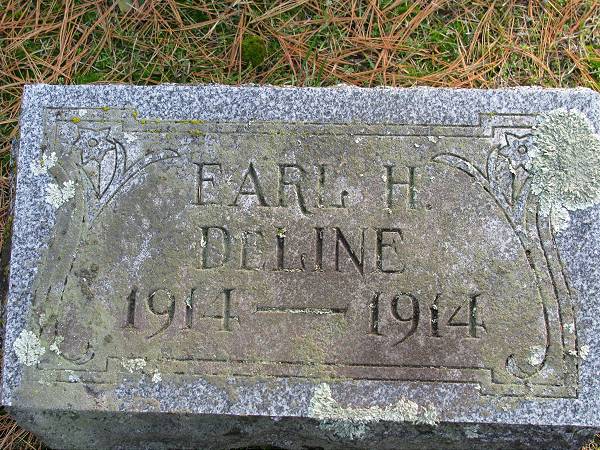 EARL H.
DELINE
1914 — 1914